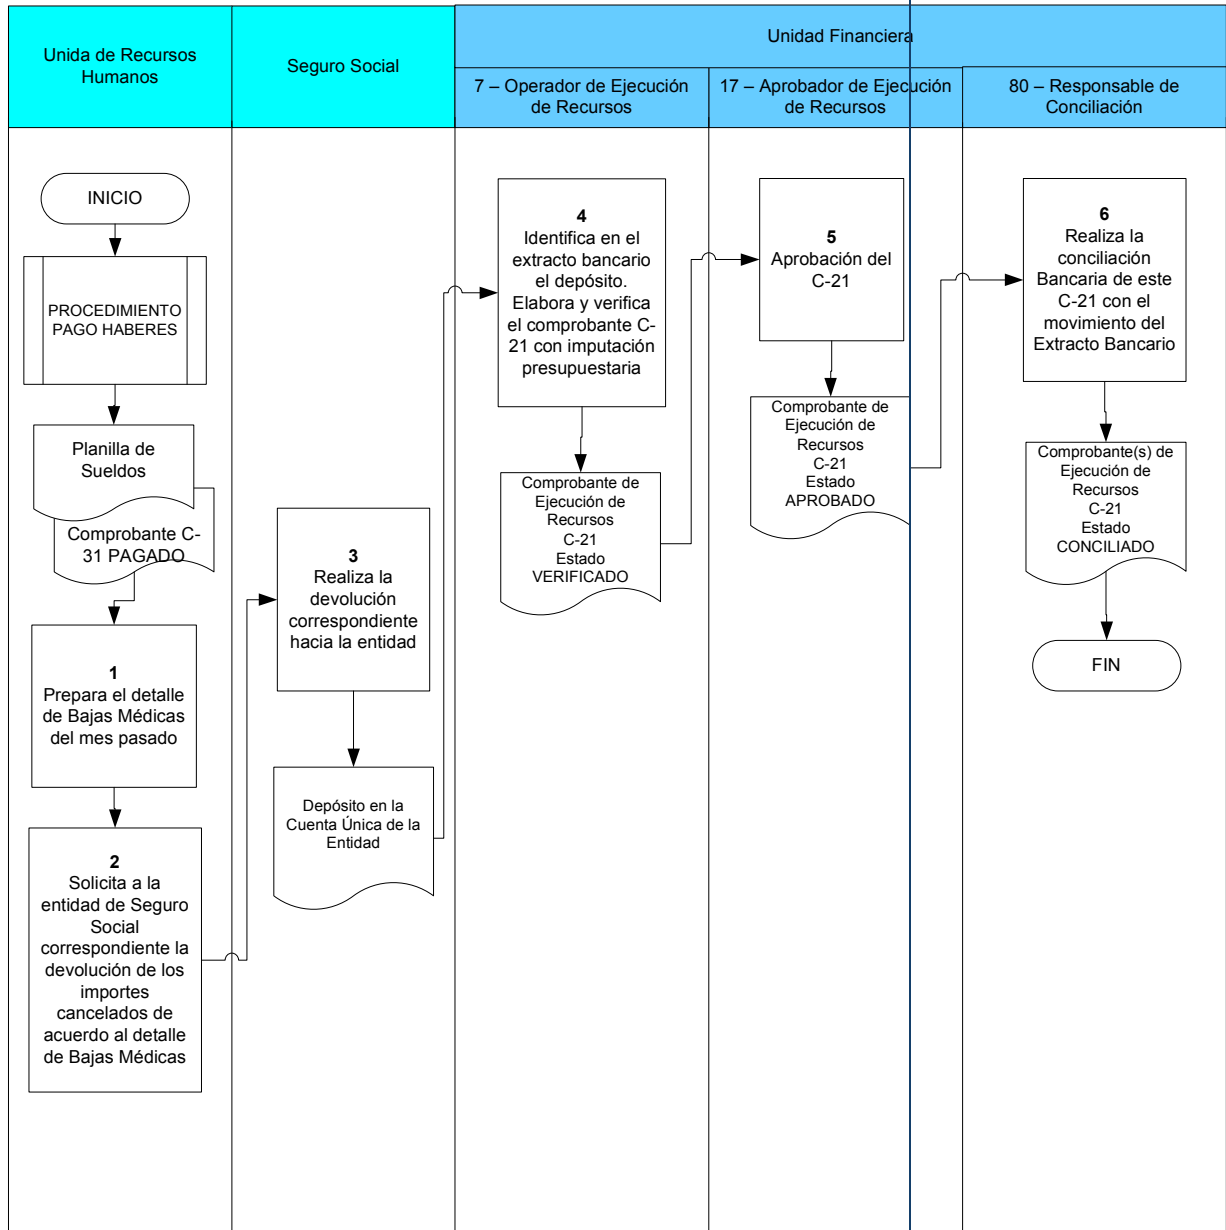 Unida de Recursos
Humanos
Seguro Social
Unidad Financiera
7 – Operador de Ejecución
de Recursos
17 – Aprobador de Ejecución
de Recursos
80 – Responsable de
Conciliación
INICIO
PROCEDIMIENTO
PAGO HABERES
Planilla de
Sueldos
Comprobante C-
31 PAGADO
1
Prepara el detalle
de Bajas Médicas
del mes pasado
2
Solicita a la
entidad de Seguro
Social
correspondiente la
devolución de los
importes
cancelados de
acuerdo al detalle
de Bajas Médicas
3
Realiza la
devolución
correspondiente
hacia la entidad
Depósito en la
Cuenta Única de la
Entidad
4
Identifica en el
extracto bancario
el depósito.
Elabora y verifica
el comprobante C-
21 con imputación
presupuestaria
Comprobante de
Ejecución de
Recursos
C-21
Estado
VERIFICADO
5
Aprobación del
C-21
Comprobante de
Ejecución de
Recursos
C-21
Estado
APROBADO
6
Realiza la
conciliación
Bancaria de este
C-21 con el
movimiento del
Extracto Bancario
Comprobante(s) de
Ejecución de
Recursos
C-21
Estado
CONCILIADO
FIN